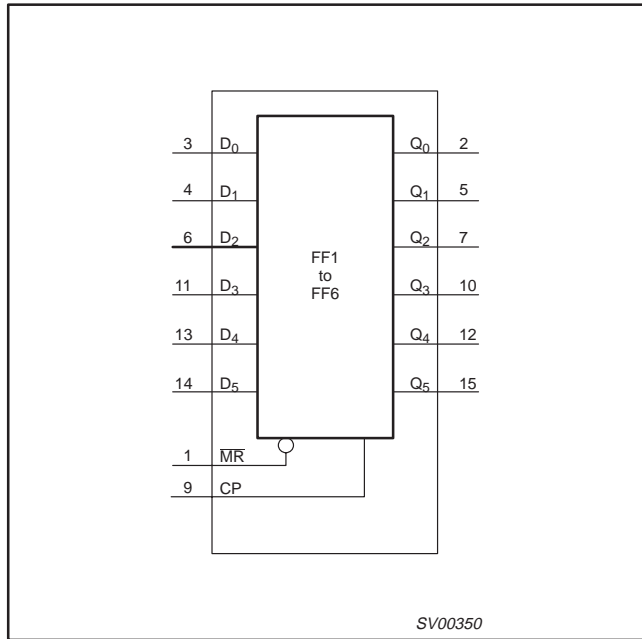 3 D0 Q0 2
4 D1 Q1 5
6 D2 Q2 7
FF1
to
FF6
11 D3 Q3 10
13 D4 Q4 12
14 D5 Q5 15
1 M̅R̅
9 CP
SV00350